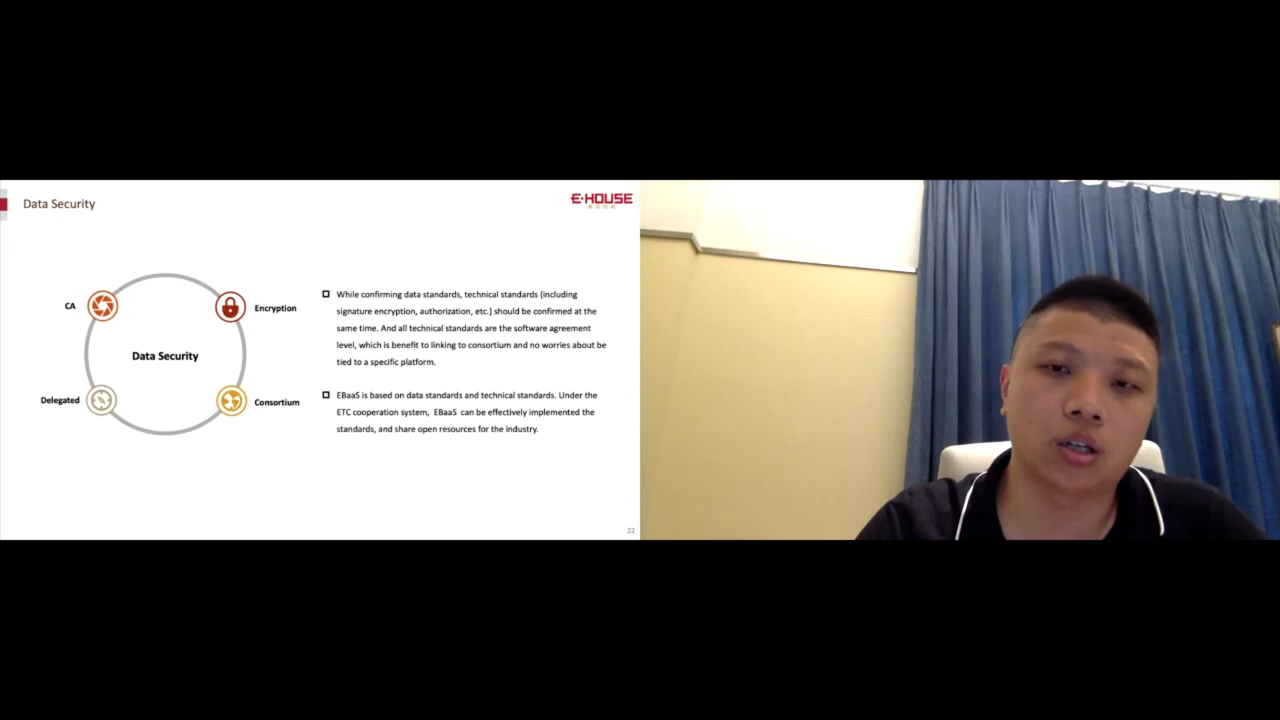 Data Security
E·HOUSE
CA
Encryption
Data Security
Delegated
Consortium
While confirming data standards, technical standards (including
signature encryption, authorization, etc.) should be confirmed at the
same time. And all technical standards are the software agreement
level, which is benefit to linking to consortium and no worries about be
tied to a specific platform.
EBaaS is based on data standards and technical standards. Under the
ETC cooperation system, EBaaS can be effectively implemented the
standards, and share open resources for the industry.
22